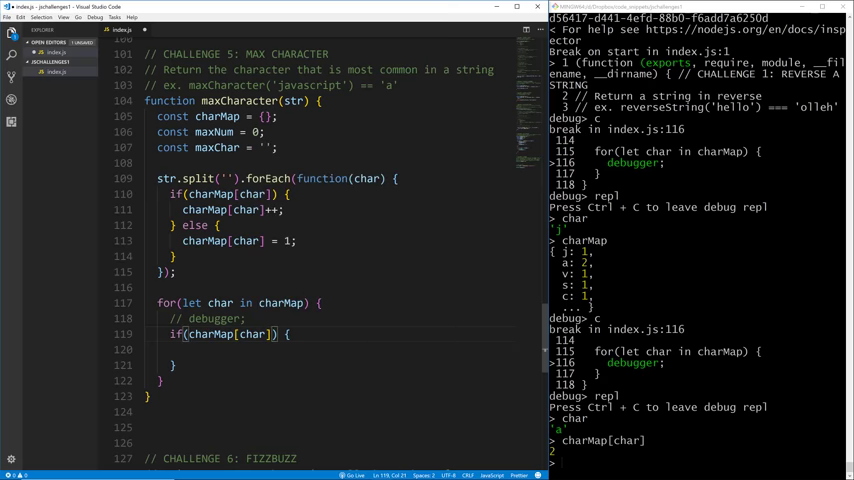 index.js - jschallenges1 - Visual Studio Code
File Edit Selection View Go Debug Tasks Help
EXPLORER
OPEN EDITORS 1 UNSAVED
index.js
JSCHALLENGES1
index.js
index.js
100
101 // CHALLENGE 5: MAX CHARACTER
102 // Return the character that is most common in a string
103 // ex. maxCharacter('javascript') == 'a'
104 function maxCharacter(str) {
105 const charMap = {};
106 const maxNum = 0;
107 const maxChar = '';
108
109 str.split('').forEach(function(char) {
110 if(charMap[char]) {
111 charMap[char]++;
112 } else {
113 charMap[char] = 1;
114 }
115 });
116
117 for(let char in charMap) {
118 // debugger;
119 if(charMap[char]) {
120
121 }
122 }
123 }
124
125
126
127 // CHALLENGE 6: FIZZBUZZ
0 0
Go Live Ln 119, Col 21 Spaces: 2 UTF-8 CRLF JavaScript Prettier
MINGW64:/d/Dropbox/code_snippets/jschallenges1
d56417-d441-4efd-88b0-f6add7a6250d
< For help see https://nodejs.org/en/docs/insp
ector
Break on start in index.js:1
> 1 (function (exports, require, module, __fil
ename, __dirname) { // CHALLENGE 1: REVERSE A
STRING
2 // Return a string in reverse
3 // ex. reverseString('hello') === 'olleh'
debug> c
break in index.js:116
114
115 for(let char in charMap) {
>116 debugger;
117 }
118 }
debug> repl
Press Ctrl + C to leave debug repl
> char
'j'
> charMap
{ j: 1,
a: 2,
v: 1,
s: 1,
c: 1,
... }
debug> c
break in index.js:116
114
115 for(let char in charMap) {
>116 debugger;
117 }
118 }
debug> repl
Press Ctrl + C to leave debug repl
> char
'a'
> charMap[char]
2
>